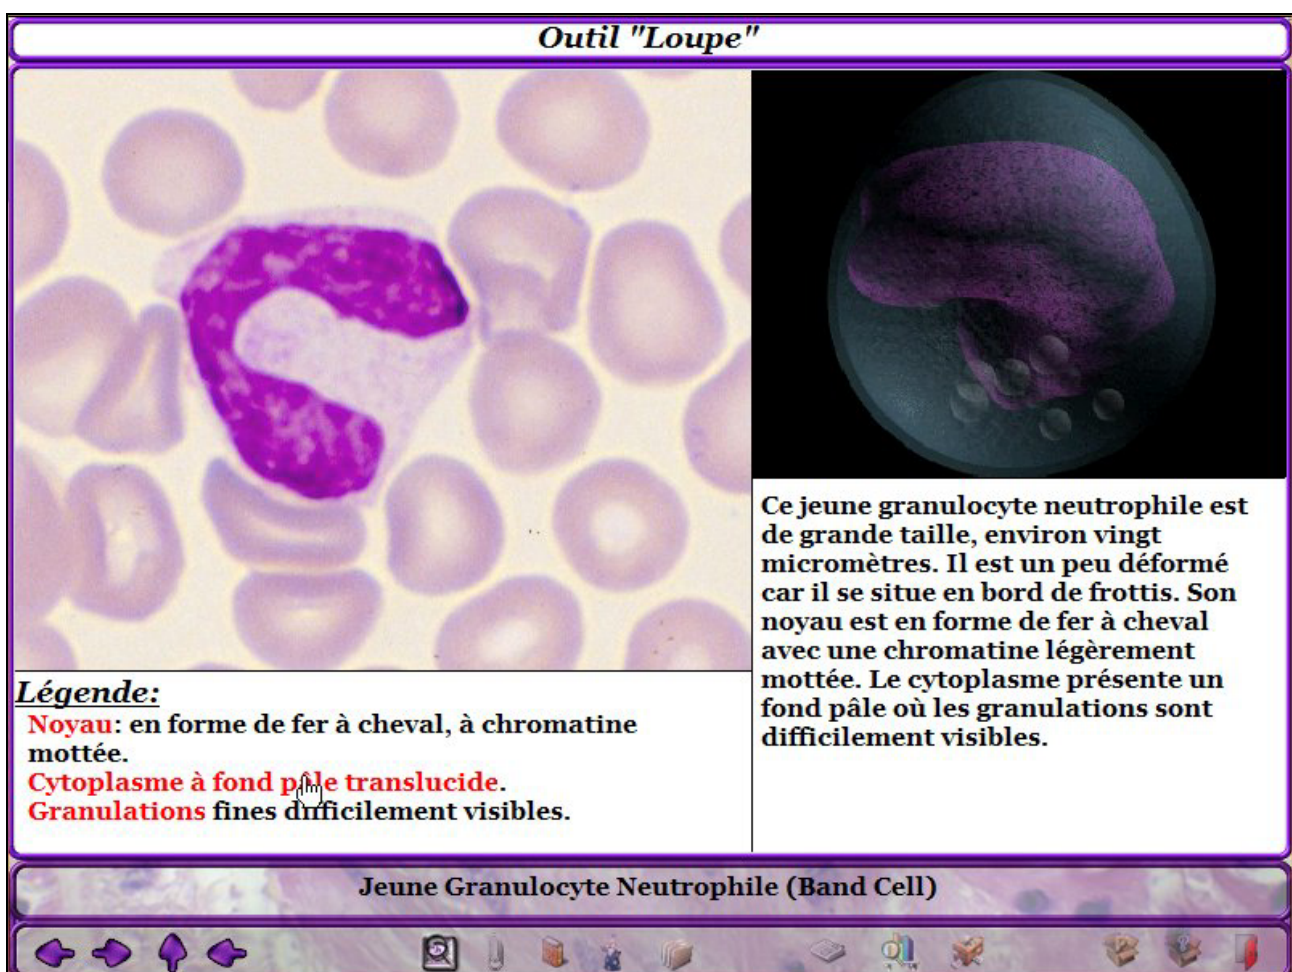 Outil "Loupe"
Ce jeune granulocyte neutrophile est
de grande taille, environ vingt
micromètres. Il est un peu déformé
car il se situe en bord de frottis. Son
noyau est en forme de fer à cheval
avec une chromatine légèrement
mottée. Le cytoplasme présente un
fond pâle où les granulations sont
difficilement visibles.
Légende:
Noyau: en forme de fer à cheval, à chromatine
mottée.
Cytoplasme à fond pâle translucide.
Granulations fines difficilement visibles.
Jeune Granulocyte Neutrophile (Band Cell)